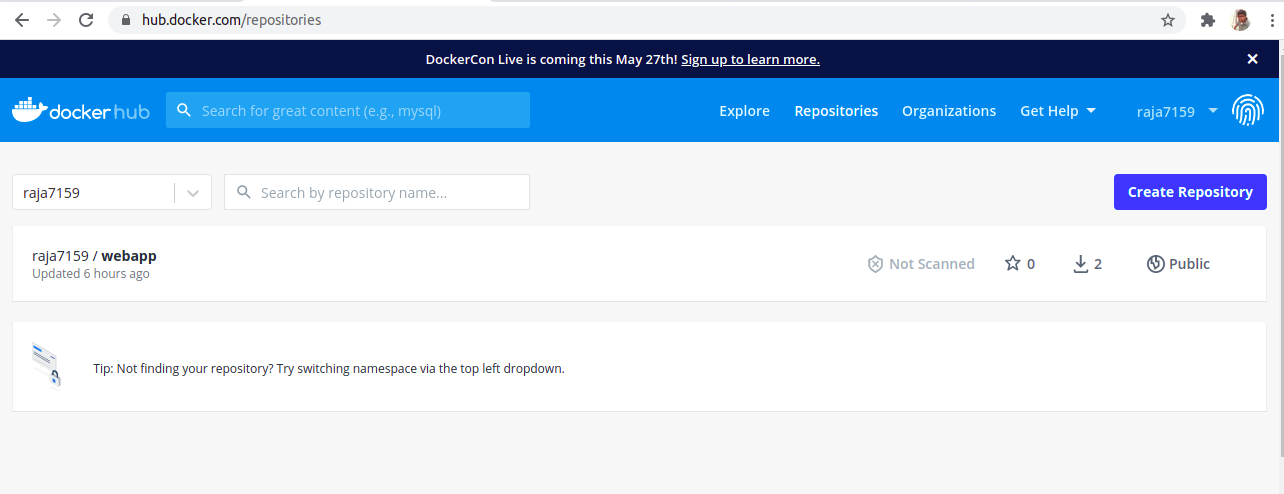 hub.docker.com/repositories
DockerCon Live is coming this May 27th! Sign up to learn more.
docker hub
Search for great content (e.g., mysql)
Explore
Repositories
Organizations
Get Help
raja7159
raja7159
Search by repository name...
Create Repository
raja7159 / webapp
Updated 6 hours ago
Not Scanned
0
2
Public
Tip: Not finding your repository? Try switching namespace via the top left dropdown.